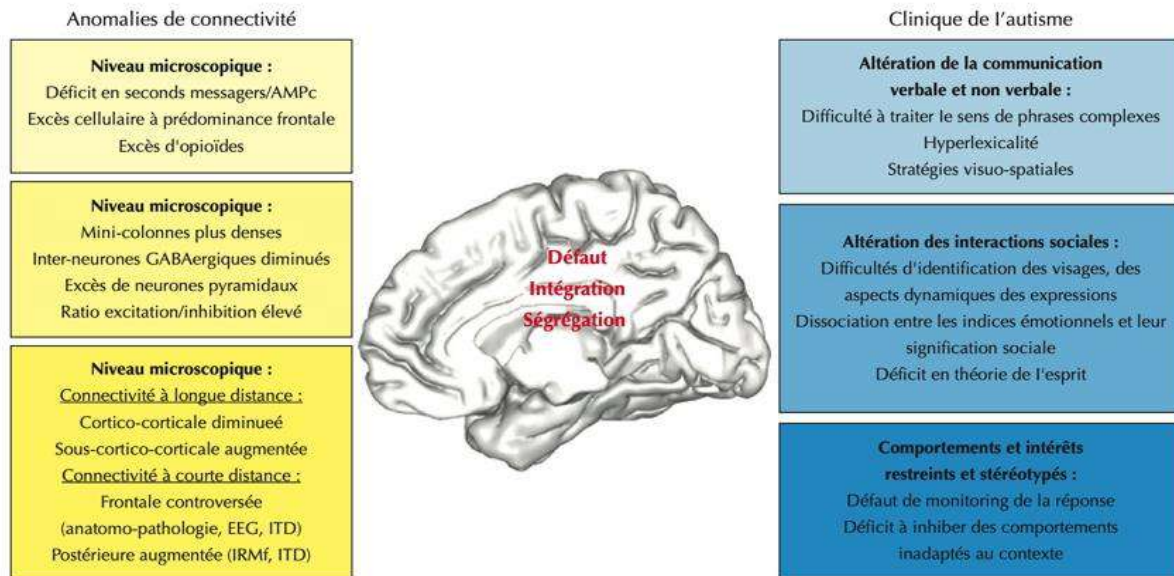 Anomalies de connectivité
Niveau microscopique :
Déficit en seconds messagers/AMPc
Excès cellulaire à prédominance frontale
Excès d'opioïdes
Niveau microscopique :
Mini-colonnes plus denses
Inter-neurones GABAergiques diminués
Excès de neurones pyramidaux
Ratio excitation/inhibition élevé
Niveau microscopique :
Connectivité à longue distance :
Cortico-corticale diminueé
Sous-cortico-corticale augmentée
Connectivité à courte distance :
Frontale controversée
(anatomo-pathologie, EEG, ITD)
Postérieure augmentée (IRMf, ITD)
Défaut
Intégration
Ségrégation
Clinique de l'autisme
Altération de la communication
verbale et non verbale :
Difficulté à traiter le sens de phrases complexes
Hyperlexicalité
Stratégies visuo-spatiales
Altération des interactions sociales :
Difficultés d'identification des visages, des
aspects dynamiques des expressions
Dissociation entre les indices émotionnels et leur
signification sociale
Déficit en théorie de l'esprit
Comportements et intérêts
restreints et stéréotypés :
Défaut de monitoring de la réponse
Déficit à inhiber des comportements
inadaptés au contexte